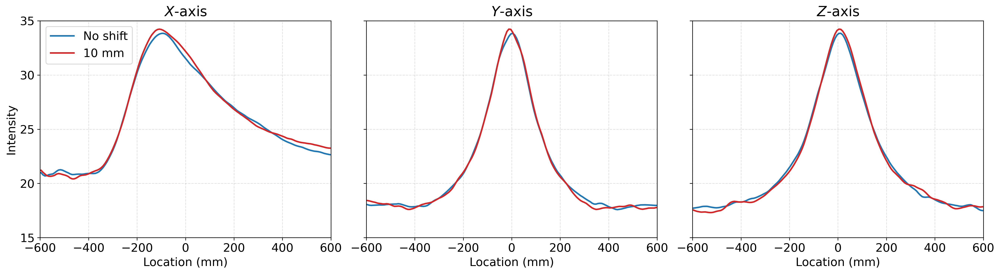 X-axis
Y-axis
Z-axis
No shift
10 mm
Intensity
35
30
25
20
15
−600 −400 −200 0 200 400 600
−600 −400 −200 0 200 400 600
−600 −400 −200 0 200 400 600
Location (mm)
Location (mm)
Location (mm)